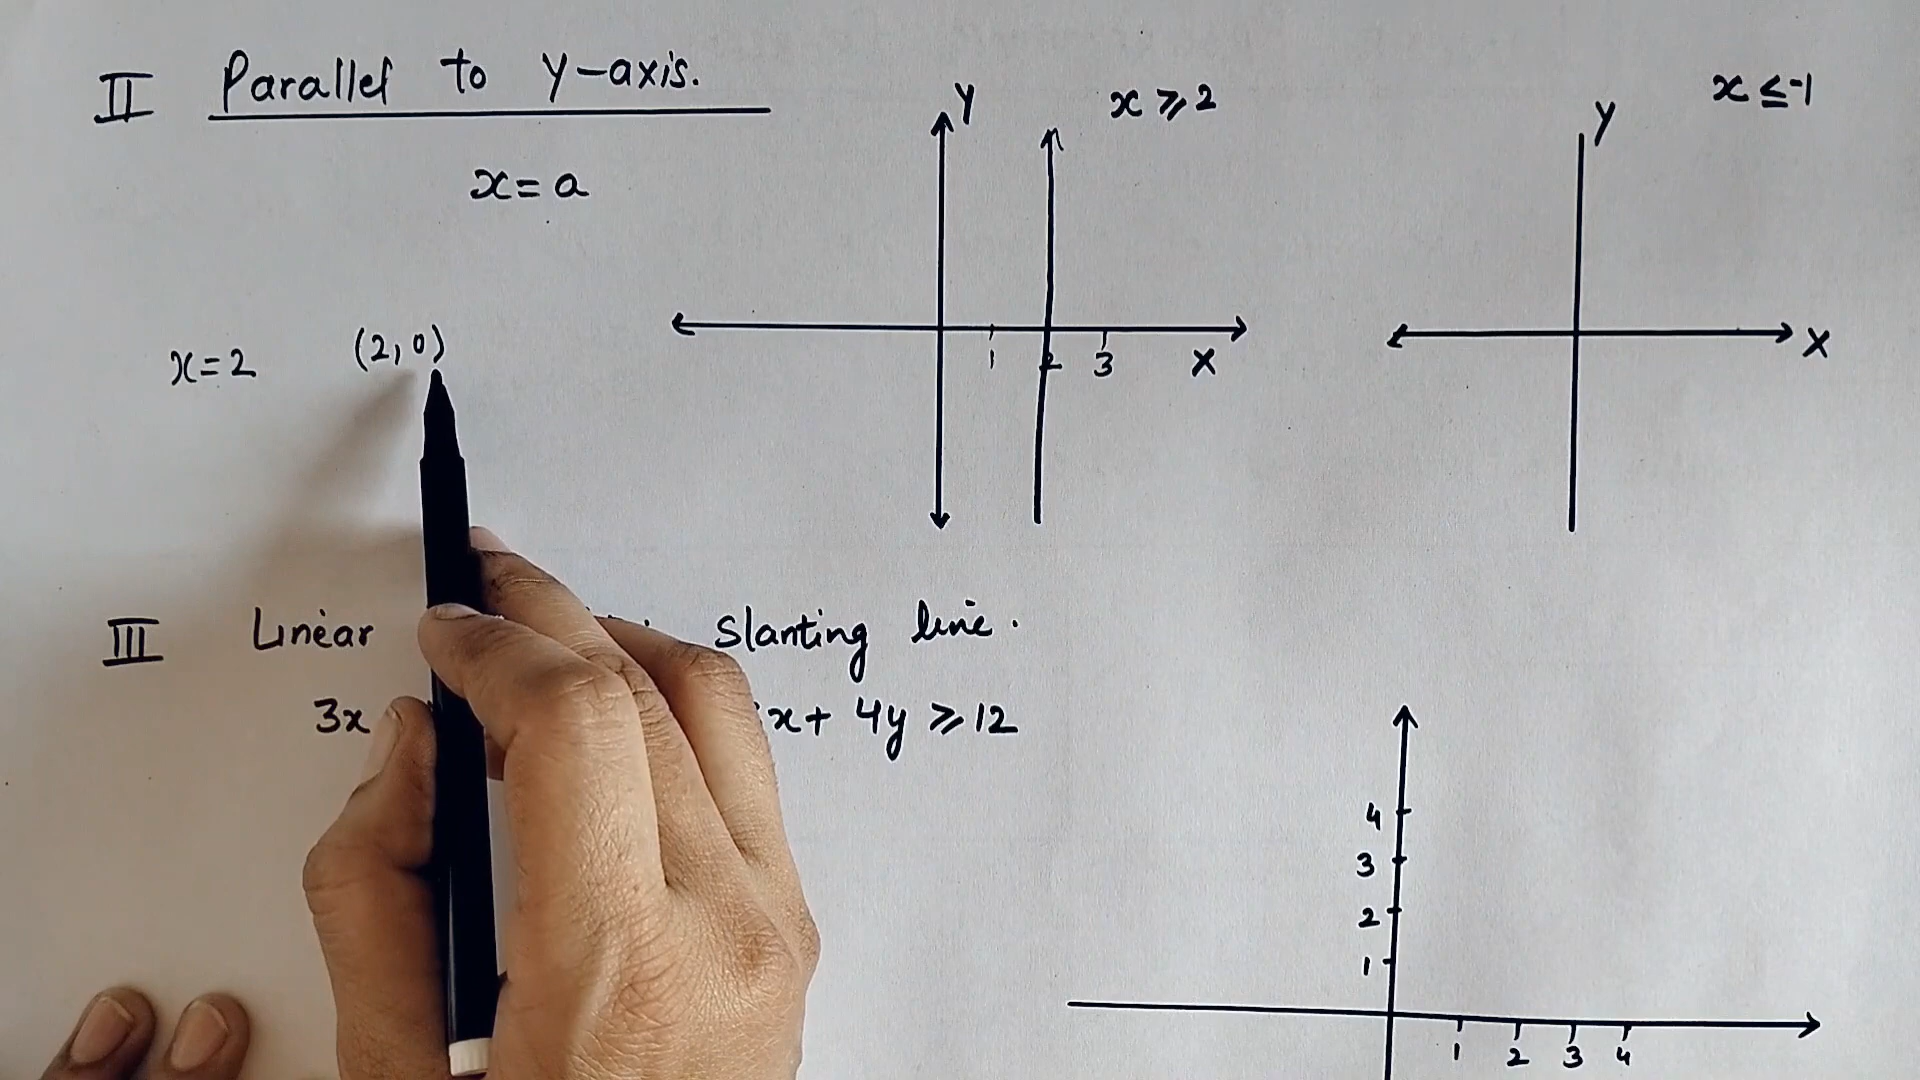 II Parallel to y-axis.
x = a
x = 2 (2, 0)
Y
x ⩾ 2
1 2 3 X
x ≤ -1
Y
X
III Linear slanting line.
3x x + 4y ⩾ 12
4
3
2
1
1 2 3 4